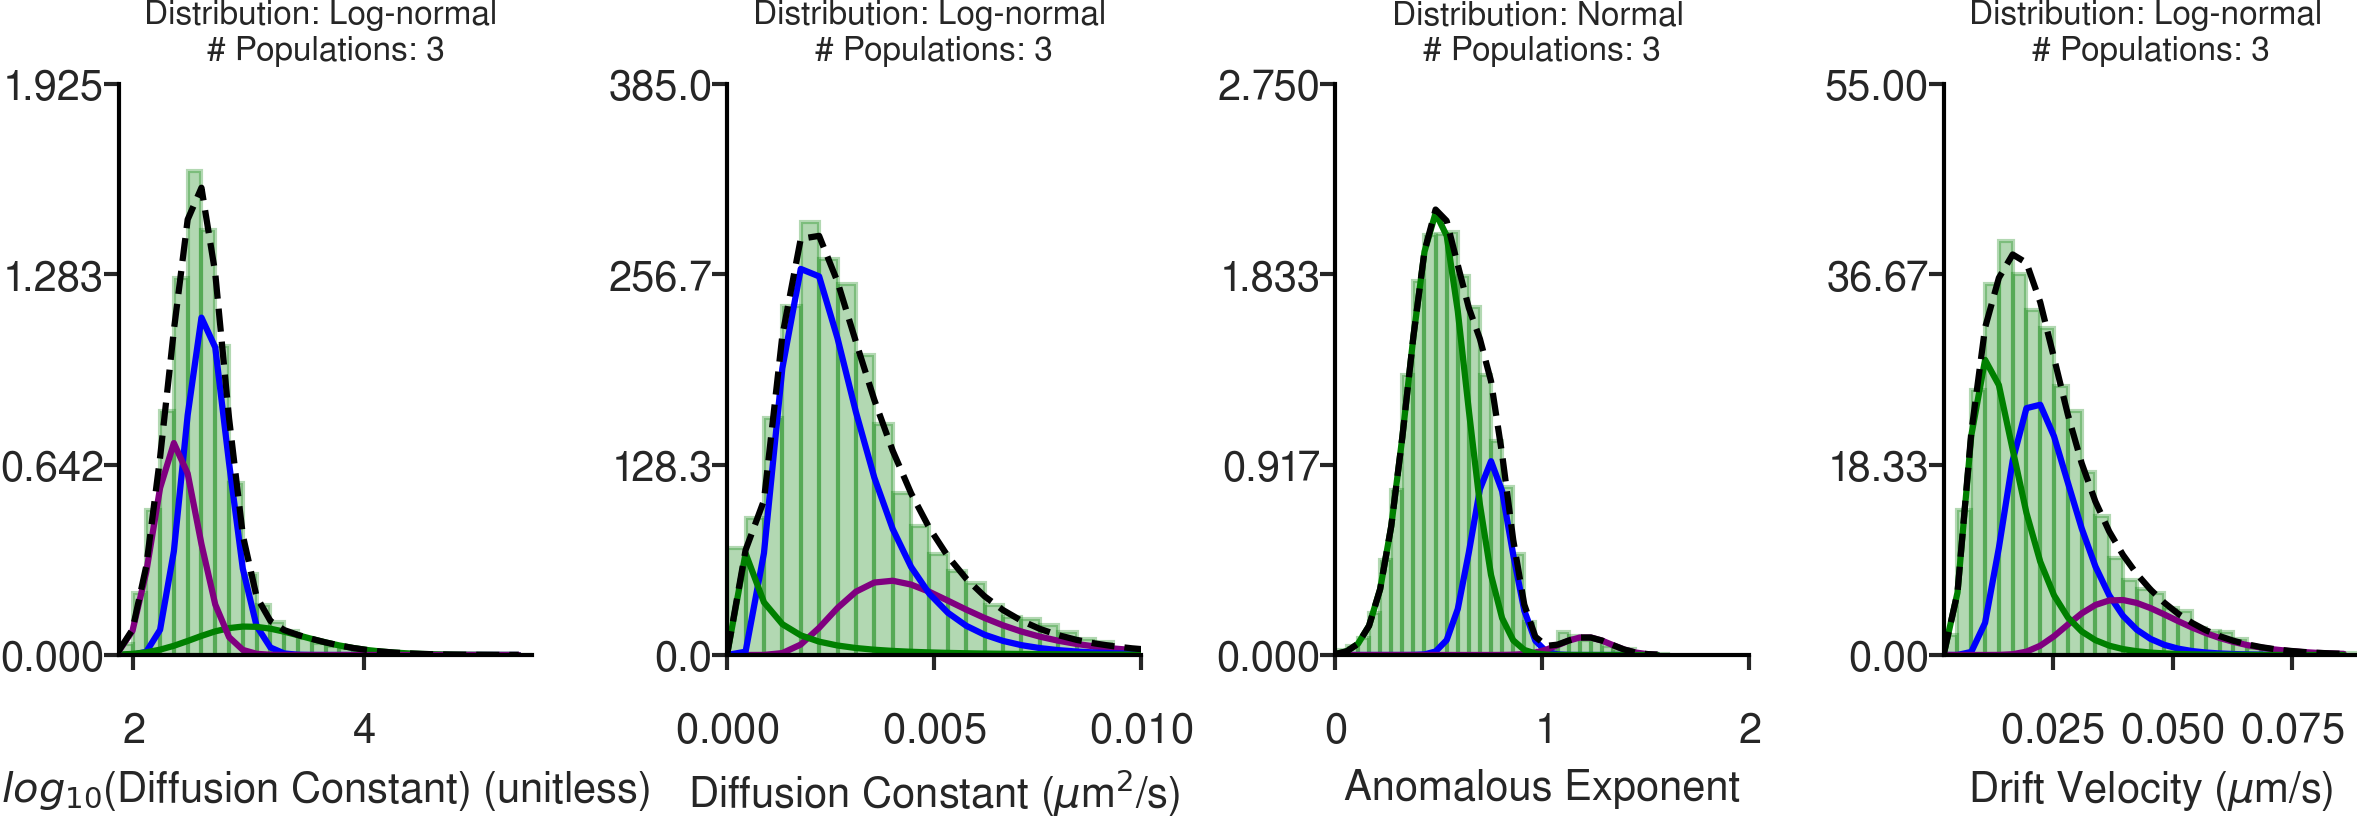 Distribution: Log-normal
# Populations: 3
1.925
1.283
0.642
0.000
2 4
log₁₀(Diffusion Constant) (unitless)
Distribution: Log-normal
# Populations: 3
385.0
256.7
128.3
0.0
0.000 0.005 0.010
Diffusion Constant (μm²/s)
Distribution: Normal
# Populations: 3
2.750
1.833
0.917
0.000
0 1 2
Anomalous Exponent
Distribution: Log-normal
# Populations: 3
55.00
36.67
18.33
0.00
0.025 0.050 0.075
Drift Velocity (μm/s)